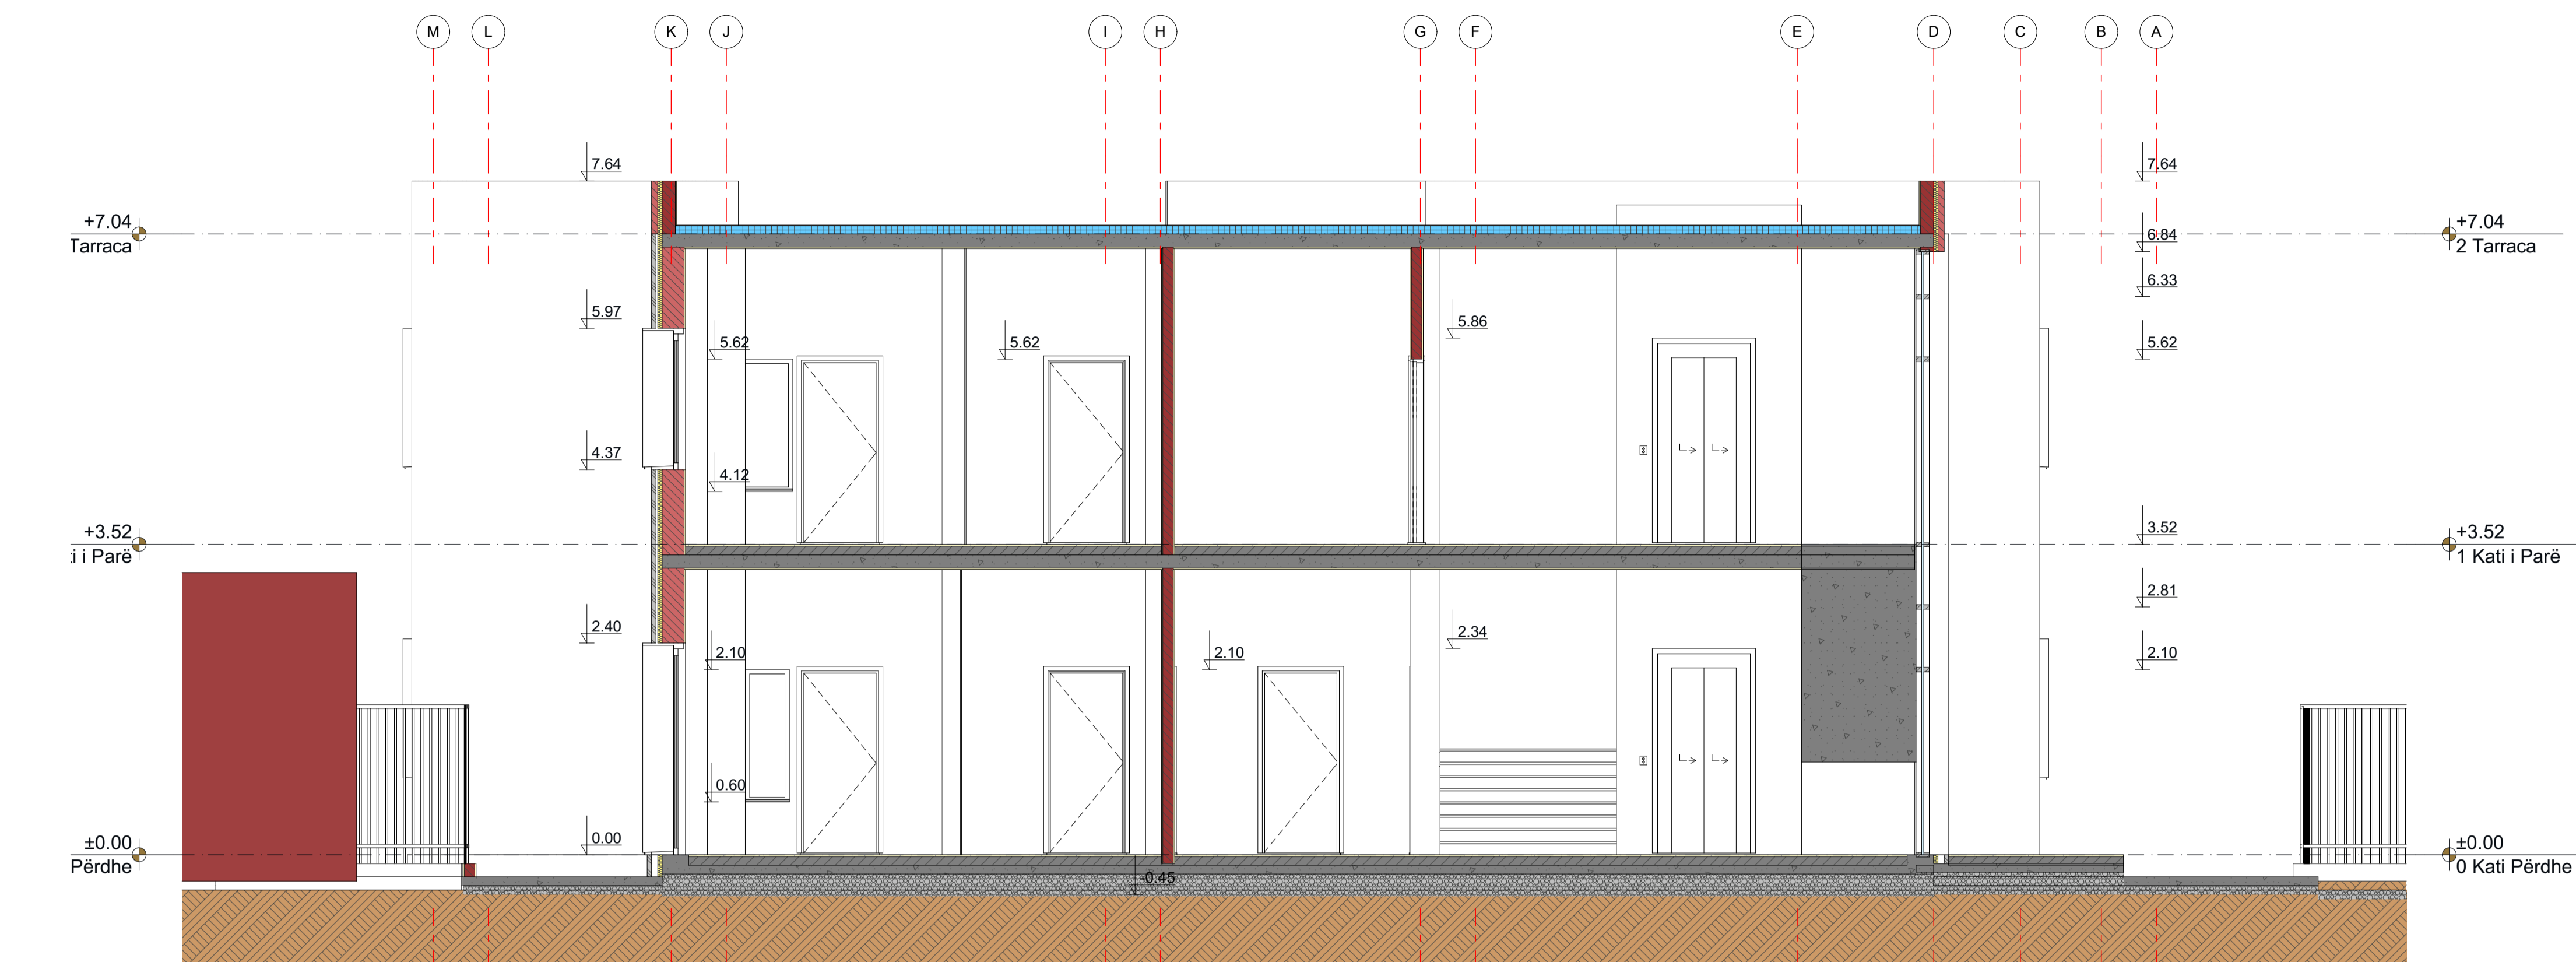 M L K J I H G F E D C B A
7.64 7.64
+7.04 +7.04
Tarraca 6.84 2 Tarraca
6.33
5.97 5.86
5.62 5.62 5.62
4.37
4.12
+3.52 3.52 +3.52
i Parë 1 Kati i Parë
2.81
2.40 2.34
2.10 2.10 2.10
0.60
±0.00 0.00 ±0.00
Përdhe 0 Kati Përdhe
-0.45